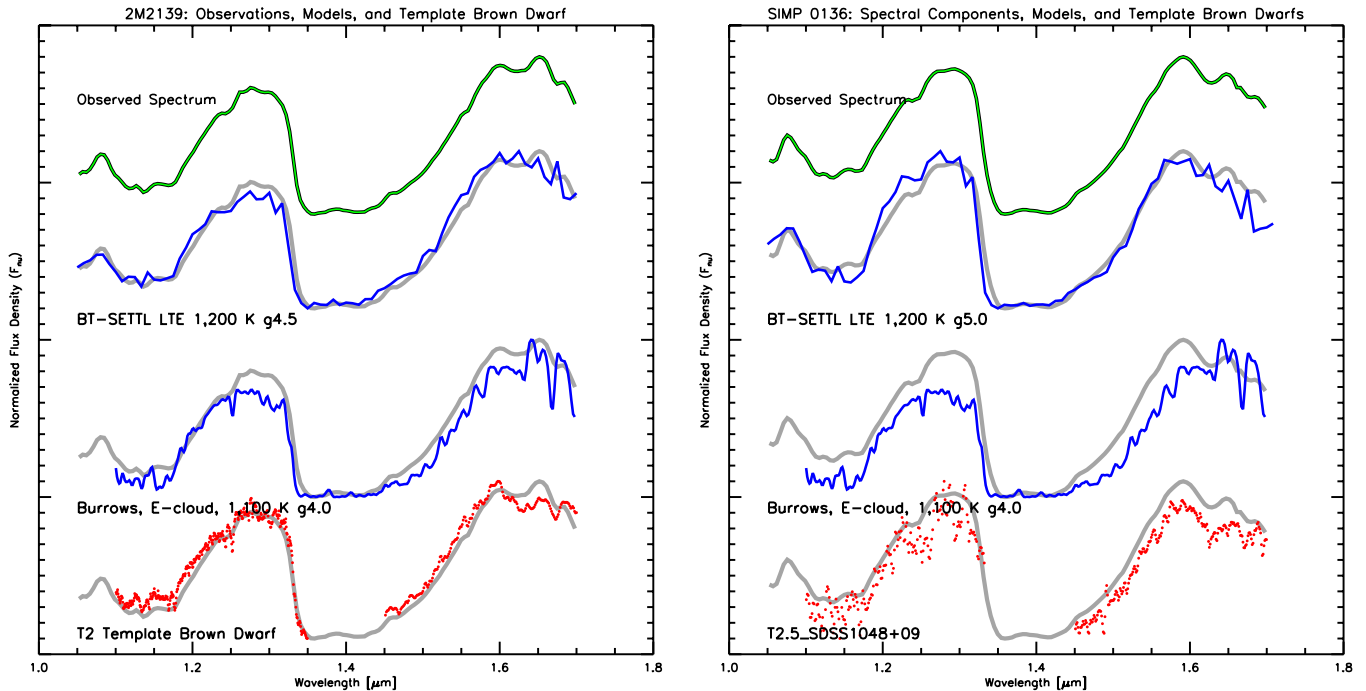 2M2139: Observations, Models, and Template Brown Dwarf
Normalized Flux Density (Fnu)
Observed Spectrum
BT-SETTL LTE 1,200 K g4.5
Burrows, E-cloud, 1,100 K g4.0
T2 Template Brown Dwarf
1.0 1.2 1.4 1.6 1.8
Wavelength [μm]
SIMP 0136: Spectral Components, Models, and Template Brown Dwarfs
Normalized Flux Density (Fnu)
Observed Spectrum
BT-SETTL LTE 1,200 K g5.0
Burrows, E-cloud, 1,100 K g4.0
T2.5_SDSS1048+09
1.0 1.2 1.4 1.6 1.8
Wavelength [μm]